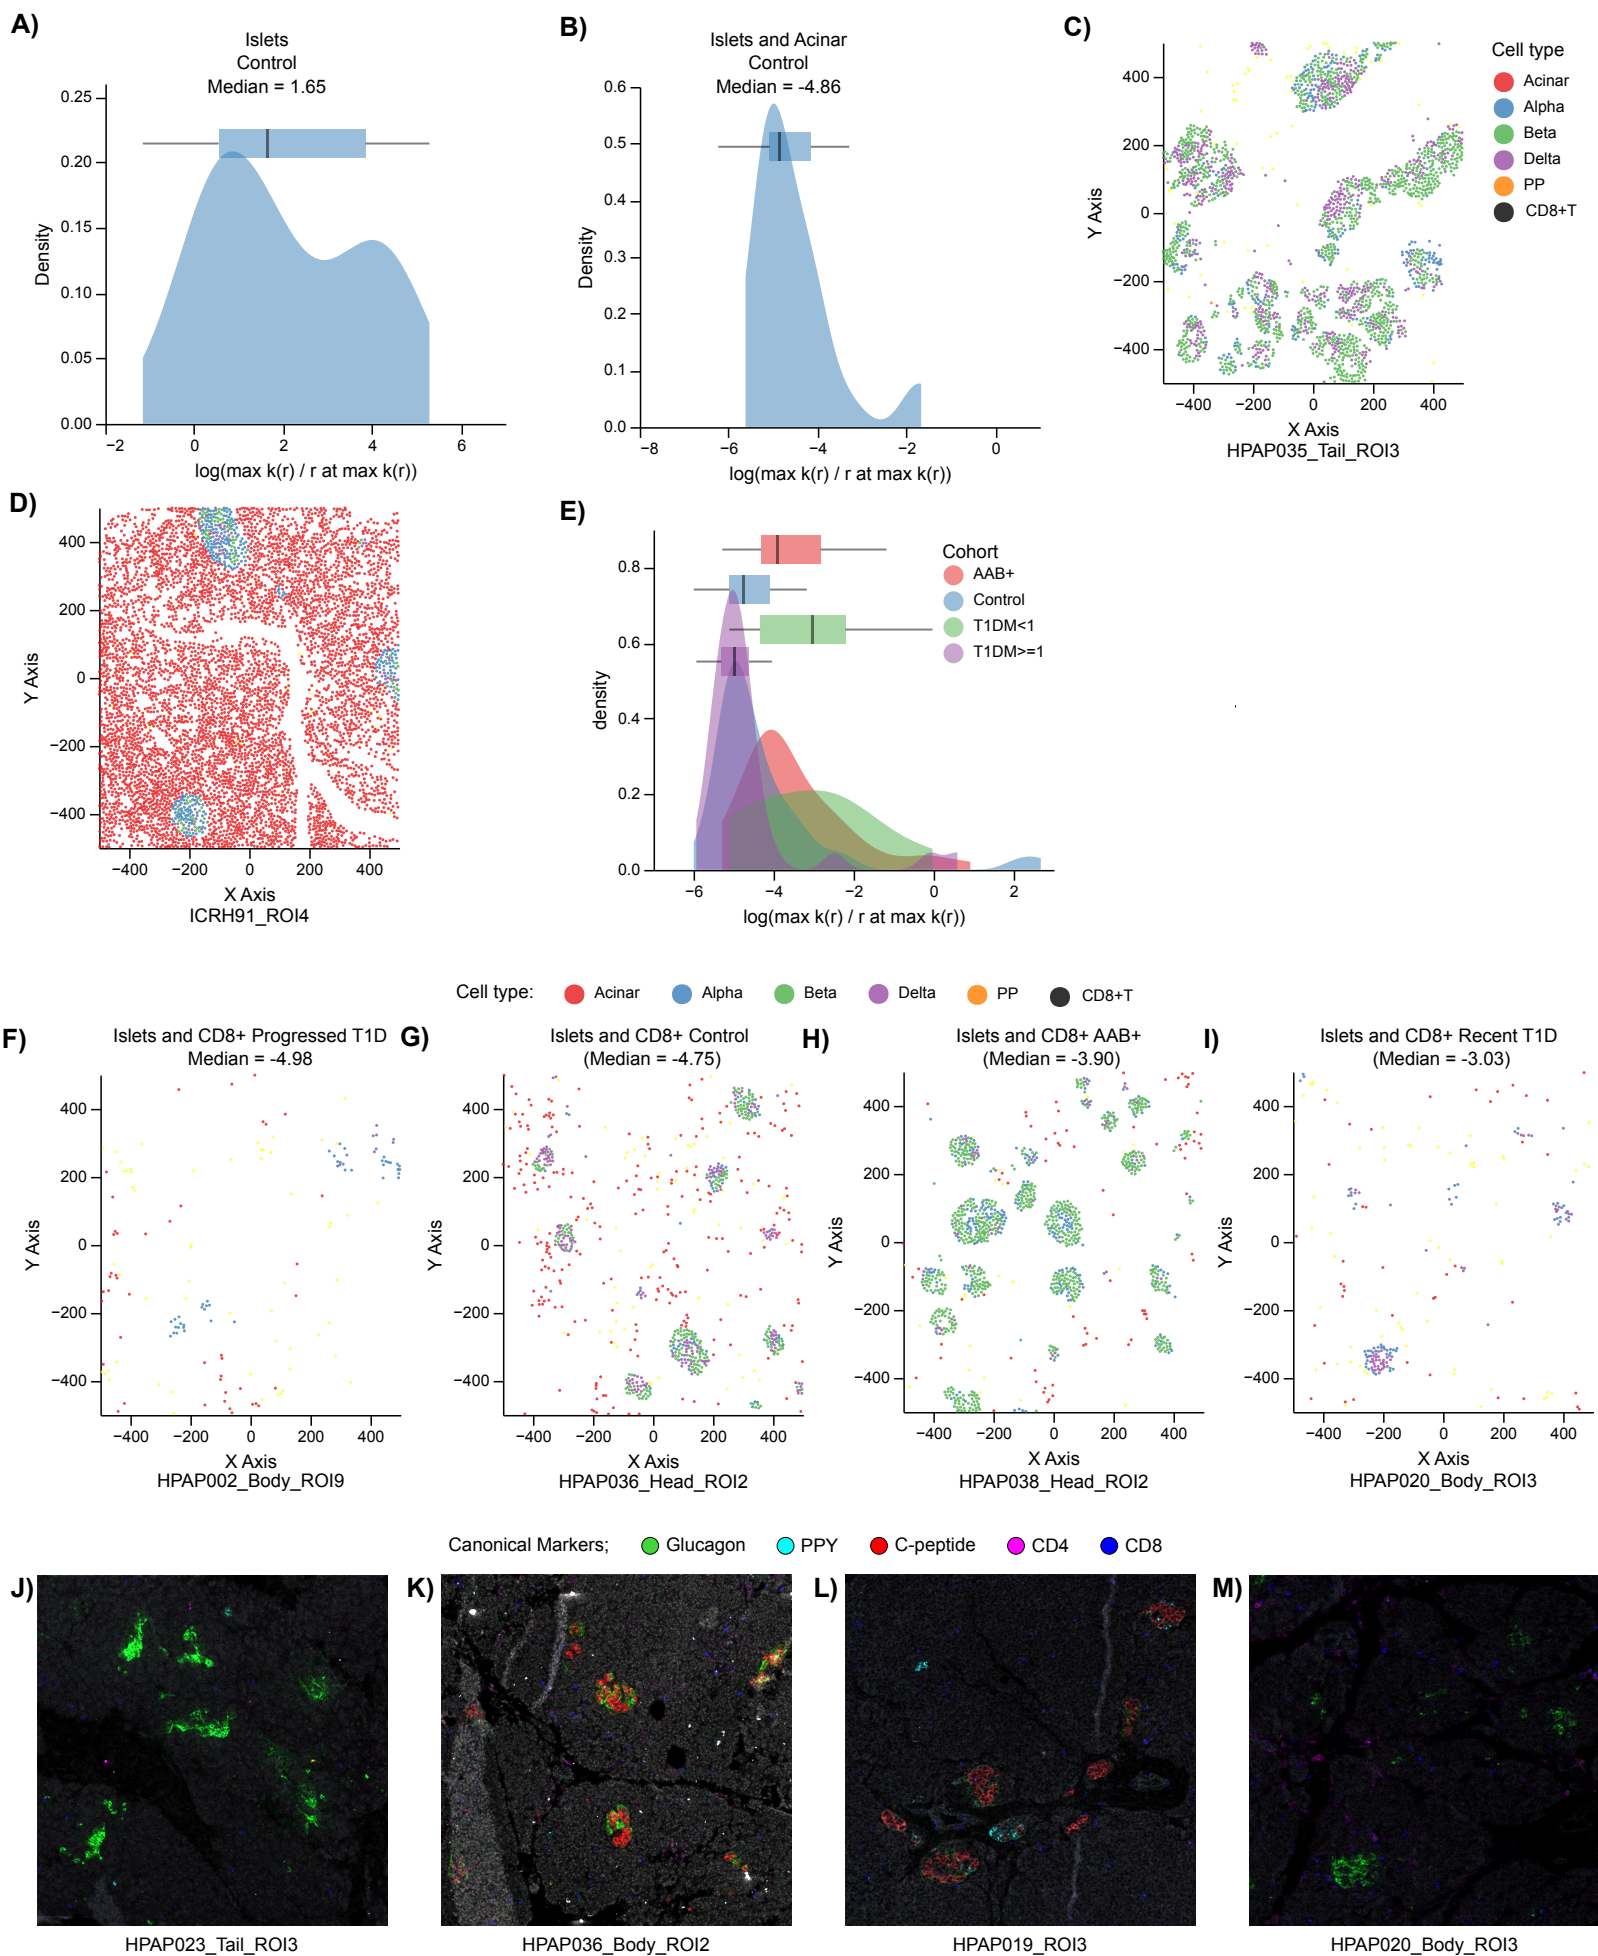 A)
Islets
Control
Median = 1.65
0.25
0.20
0.15
0.10
0.05
0.00
Density
−2
0
2
4
6
log(max k(r) / r at max k(r))
B)
Islets and Acinar
Control
Median = -4.86
0.6
0.5
0.4
0.3
0.2
0.1
0.0
Density
−8
−6
−4
−2
0
log(max k(r) / r at max k(r))
C)
400
200
0
−200
−400
Y Axis
−400
−200
0
200
400
X Axis
HPAP035_Tail_ROI3
Cell type
Acinar
Alpha
Beta
Delta
PP
CD8+T
D)
400
200
0
−200
−400
Y Axis
−400
−200
0
200
400
X Axis
ICRH91_ROI4
E)
0.8
0.6
0.4
0.2
0.0
density
−6
−4
−2
0
2
log(max k(r) / r at max k(r))
Cohort
AAB+
Control
T1DM<1
T1DM>=1
Cell type:
Acinar
Alpha
Beta
Delta
PP
CD8+T
F)
Islets and CD8+ Progressed T1D
Median = -4.98
400
200
0
−200
−400
Y Axis
−400
−200
0
200
400
X Axis
HPAP002_Body_ROI9
G)
Islets and CD8+ Control
(Median = -4.75)
400
200
0
−200
−400
Y Axis
−400
−200
0
200
400
X Axis
HPAP036_Head_ROI2
H)
Islets and CD8+ AAB+
(Median = -3.90)
400
200
0
−200
−400
Y Axis
−400
−200
0
200
400
X Axis
HPAP038_Head_ROI2
I)
Islets and CD8+ Recent T1D
(Median = -3.03)
400
200
0
−200
−400
Y Axis
−400
−200
0
200
400
X Axis
HPAP020_Body_ROI3
Canonical Markers;
Glucagon
PPY
C-peptide
CD4
CD8
J)
HPAP023_Tail_ROI3
K)
HPAP036_Body_ROI2
L)
HPAP019_ROI3
M)
HPAP020_Body_ROI3